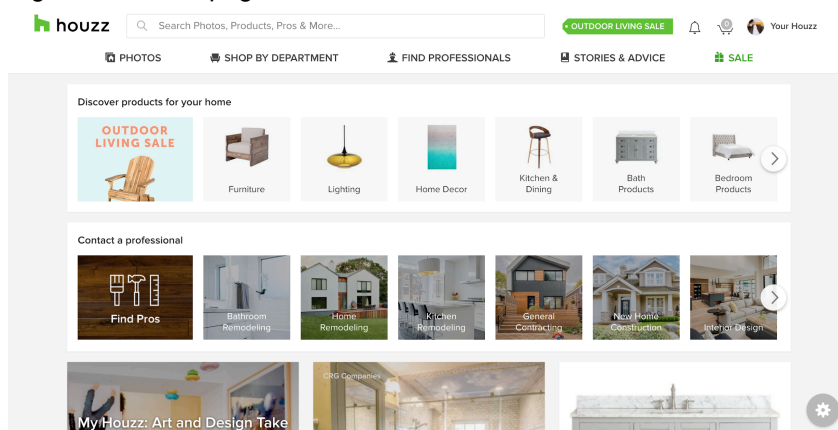 houzz
Search Photos, Products, Pros & More...
• OUTDOOR LIVING SALE
0
Your Houzz
PHOTOS
SHOP BY DEPARTMENT
FIND PROFESSIONALS
STORIES & ADVICE
SALE
Discover products for your home
OUTDOOR
LIVING SALE
Furniture
Lighting
Home Decor
Kitchen &
Dining
Bath
Products
Bedroom
Products
Contact a professional
Find Pros
Bathroom
Remodeling
Home
Remodeling
Kitchen
Remodeling
General
Contracting
New Home
Construction
Interior Design
My Houzz: Art and Design Take
CRG Companies